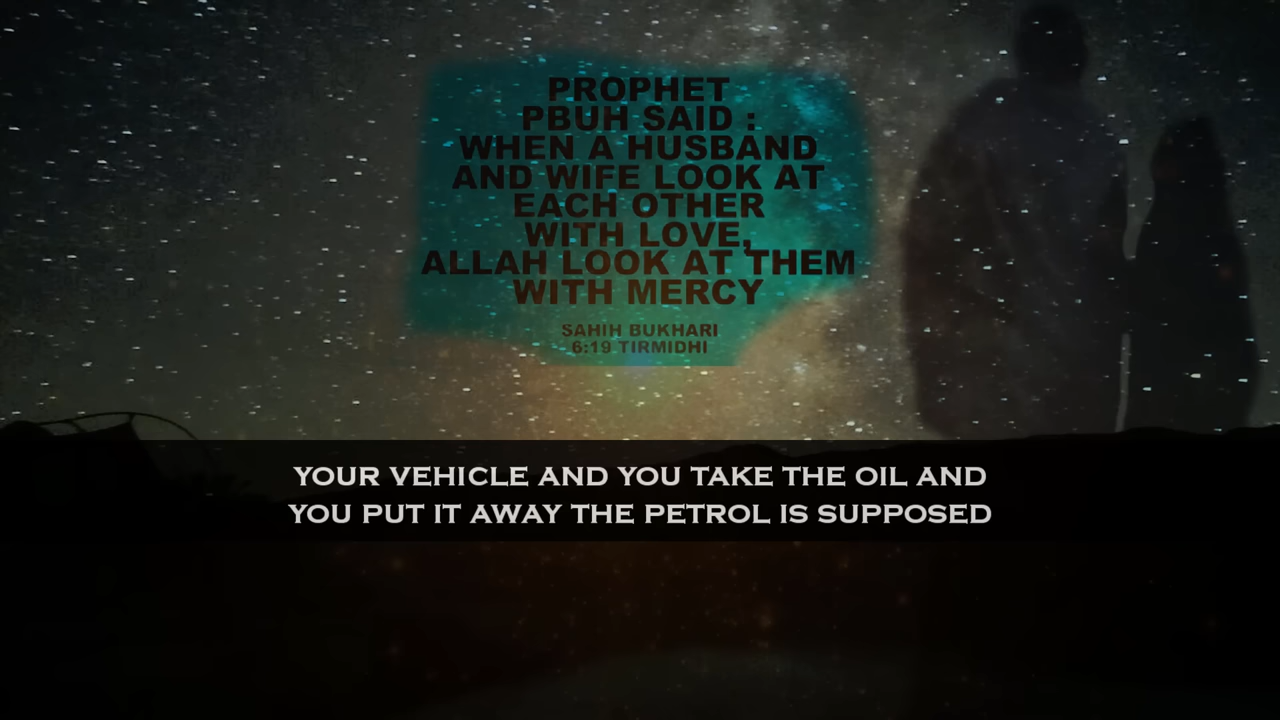 PROPHET
PBUH SAID :
WHEN A HUSBAND
AND WIFE LOOK AT
EACH OTHER
WITH LOVE,
ALLAH LOOK AT THEM
WITH MERCY
SAHIH BUKHARI
6:19 TIRMIDHI
YOUR VEHICLE AND YOU TAKE THE OIL AND
YOU PUT IT AWAY THE PETROL IS SUPPOSED